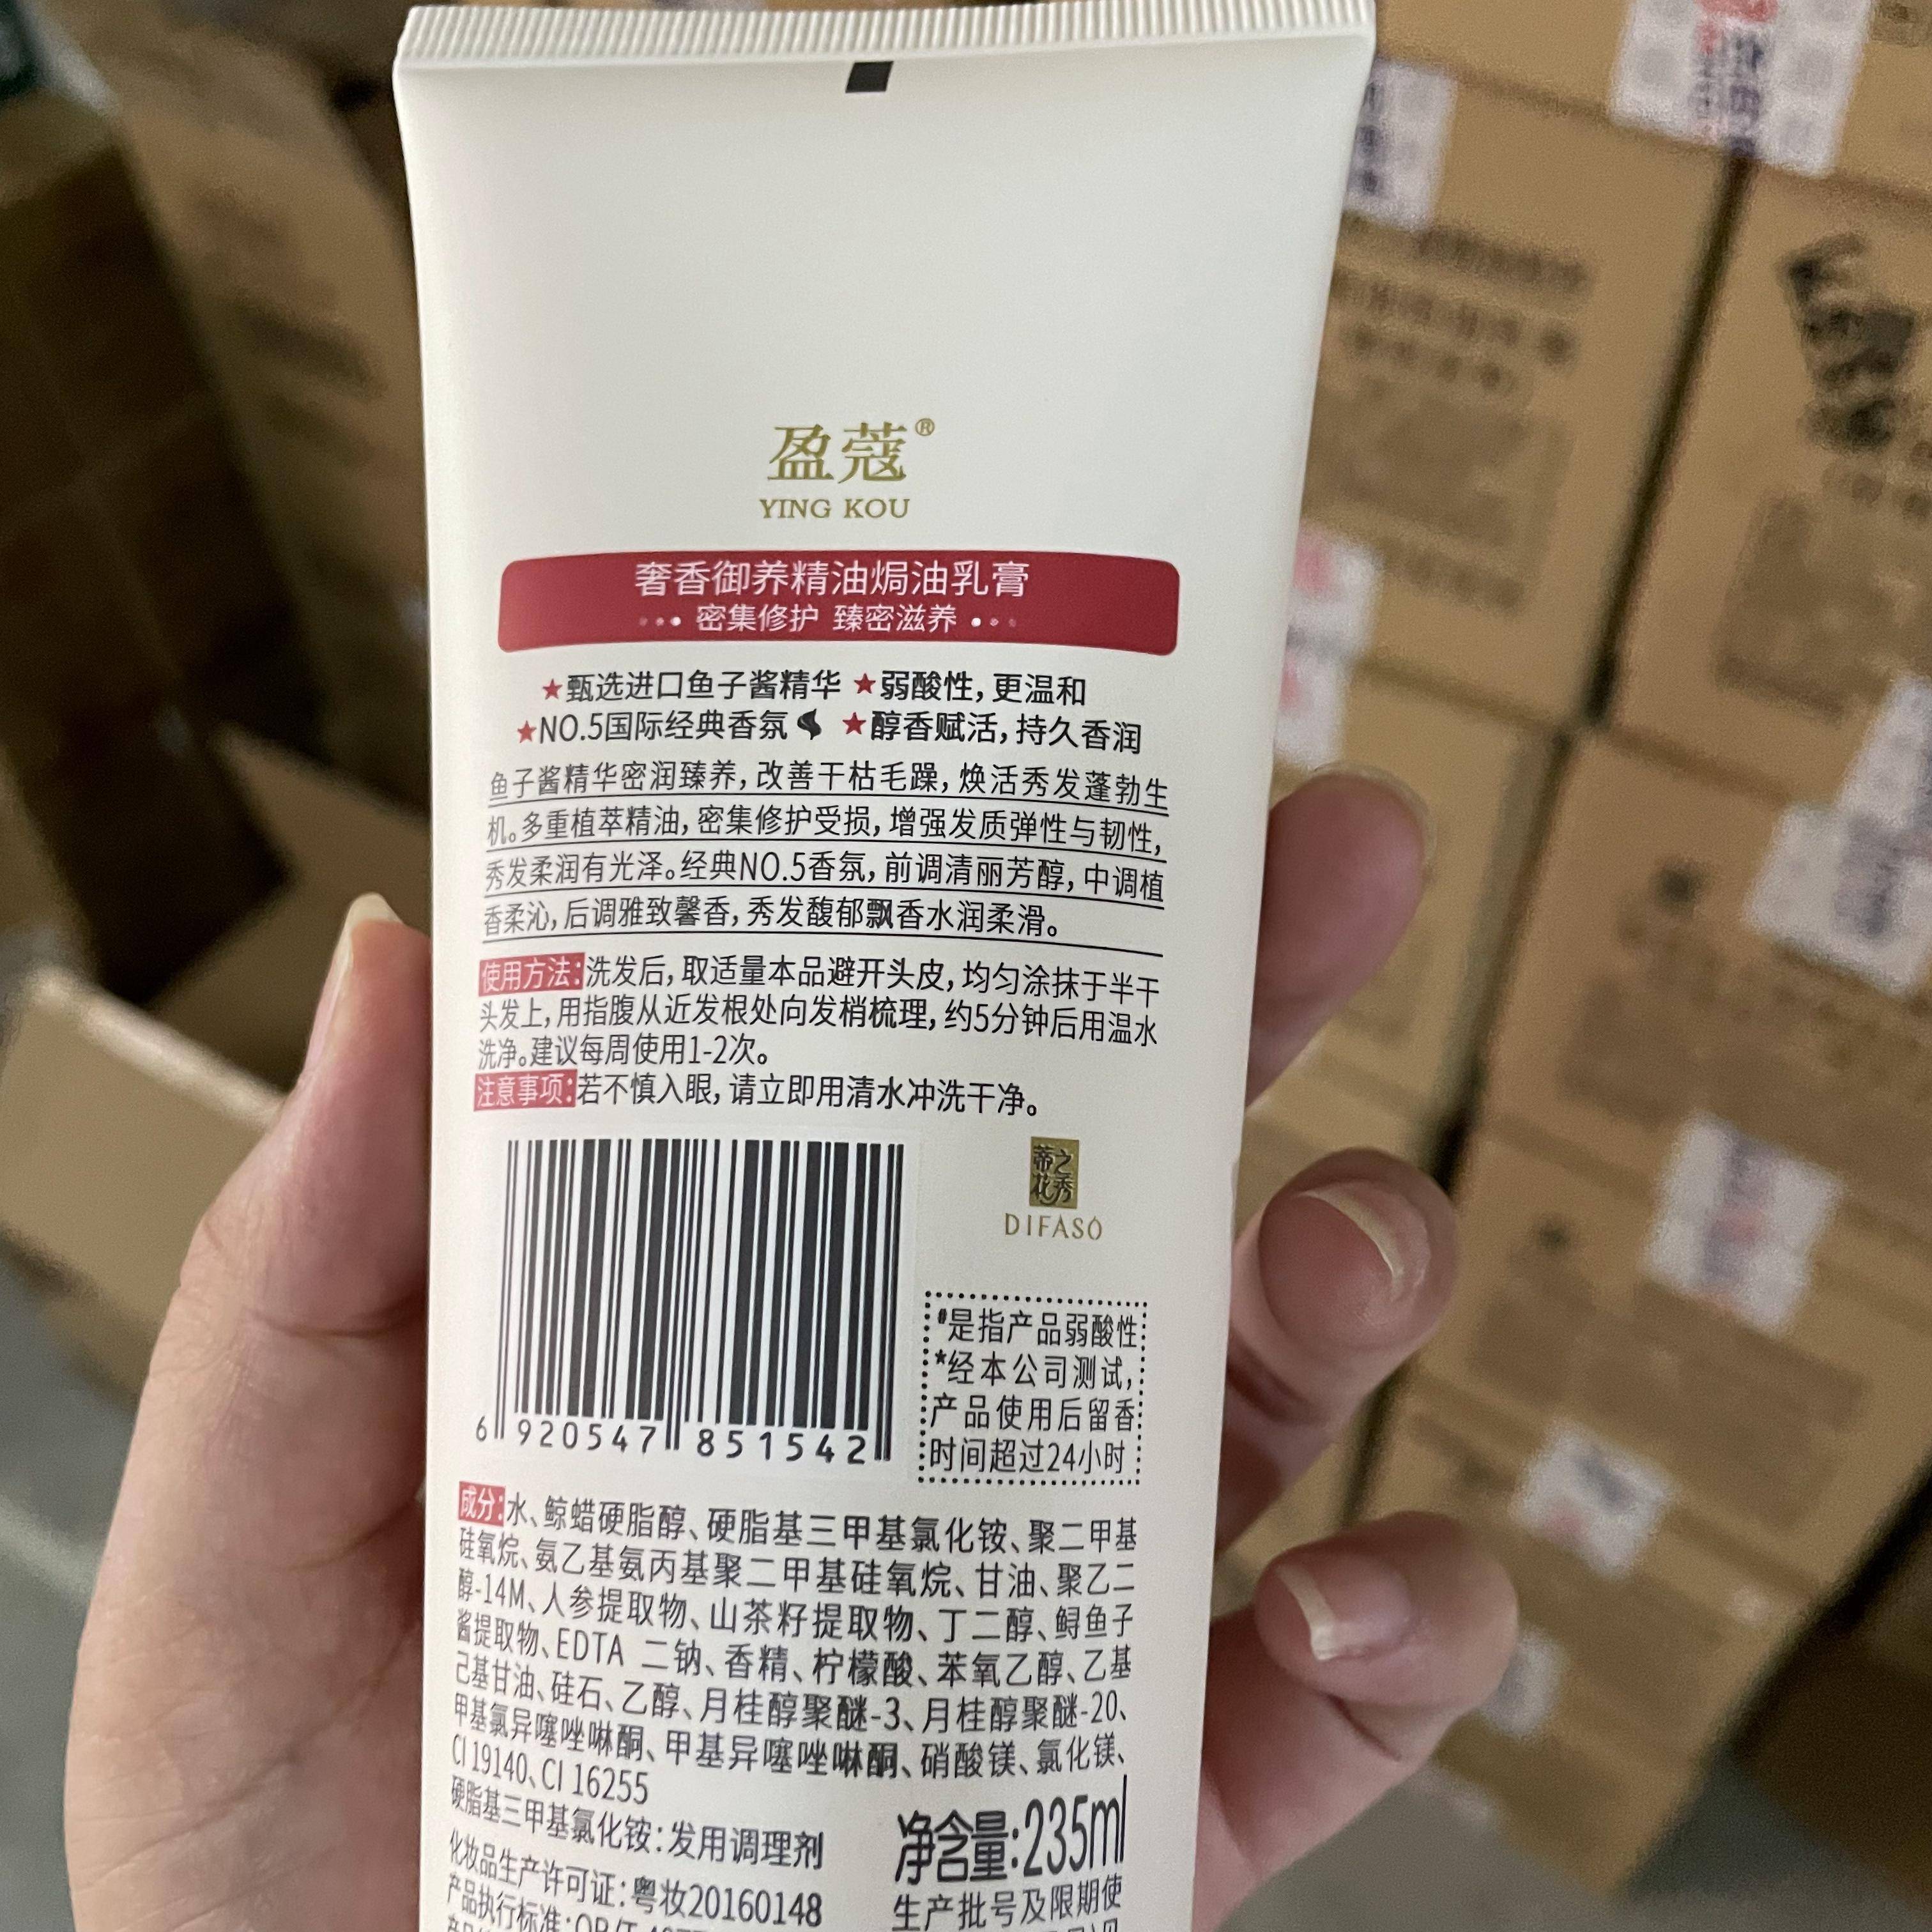 盈蔻®
YING KOU
奢香御养精油焗油乳膏
密集修护 臻密滋养
★甄选进口鱼子酱精华 ★弱酸性,更温和
★NO.5国际经典香氛 ★醇香赋活,持久香润
鱼子酱精华密润臻养,改善干枯毛躁,焕活秀发蓬勃生
机。多重植萃精油,密集修护受损,增强发质弹性与韧性,
秀发柔润有光泽。经典NO.5香氛,前调清丽芳醇,中调植
香柔沁,后调雅致馨香,秀发馥郁飘香水润柔滑。
使用方法:洗发后,取适量本品避开头皮,均匀涂抹于半干
头发上,用指腹从近发根处向发梢梳理,约5分钟后用温水
洗净。建议每周使用1-2次。
注意事项:若不慎入眼,请立即用清水冲洗干净。
蒂之
花秀
DIFASO
6 920547 851542
#是指产品弱酸性
*经本公司测试,
产品使用后留香
时间超过24小时
成分:水、鲸蜡硬脂醇、硬脂基三甲基氯化铵、聚二甲基
硅氧烷、氨乙基氨丙基聚二甲基硅氧烷、甘油、聚乙二
醇-14M、人参提取物、山茶籽提取物、丁二醇、鲟鱼子
酱提取物、EDTA 二钠、香精、柠檬酸、苯氧乙醇、乙基
己基甘油、硅石、乙醇、月桂醇聚醚-3、月桂醇聚醚-20、
甲基氯异噻唑啉酮、甲基异噻唑啉酮、硝酸镁、氯化镁、
CI 19140、CI 16255
硬脂基三甲基氯化铵:发用调理剂
净含量:235ml
化妆品生产许可证:粤妆20160148
生产批号及限期使
产品执行标准:QB/T